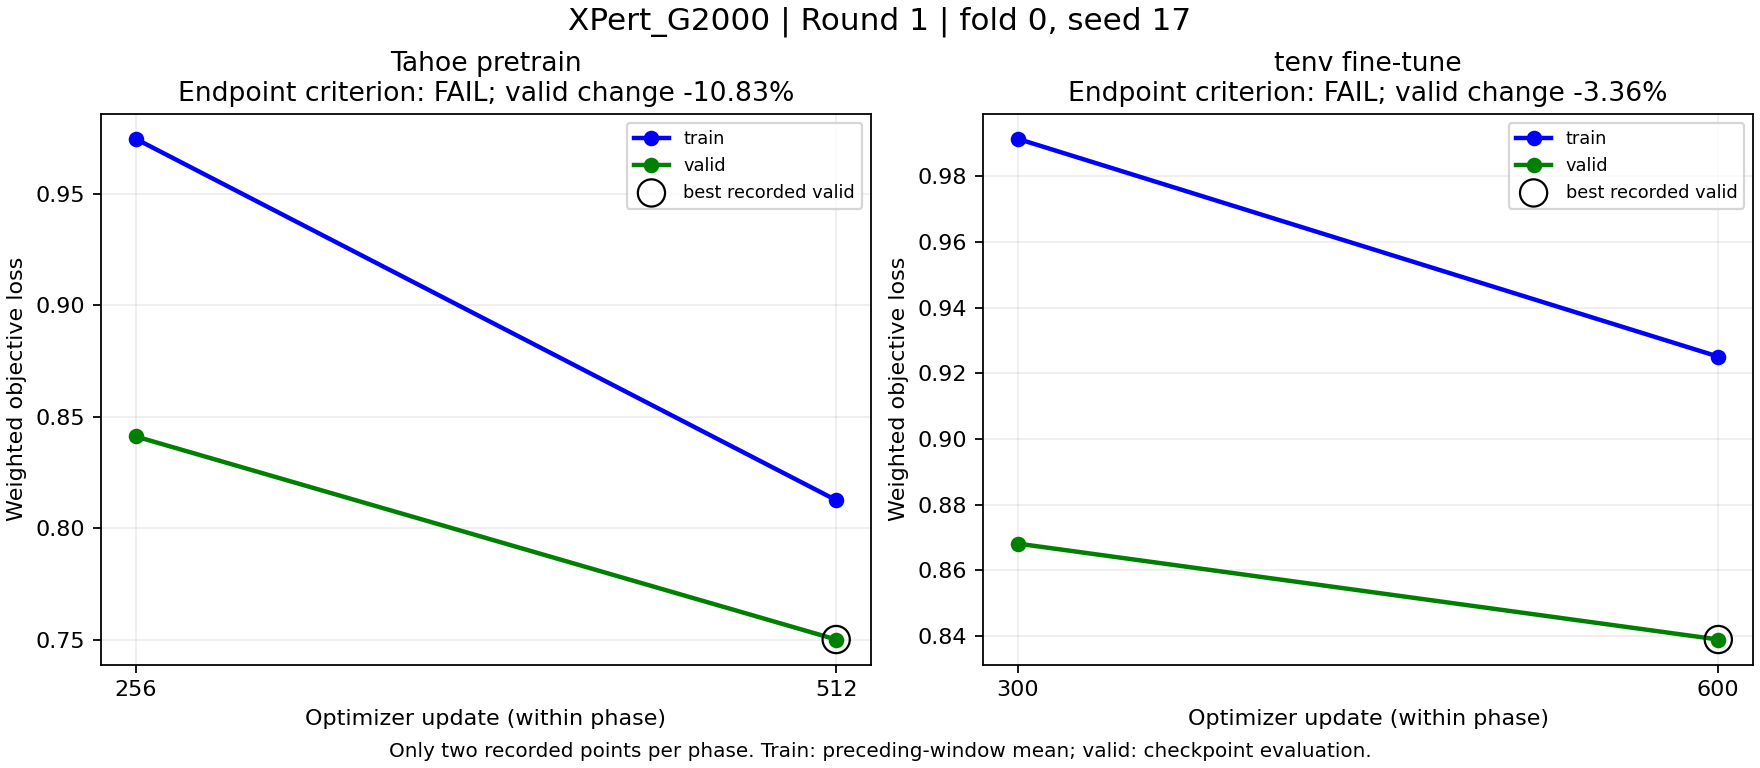 XPert_G2000 | Round 1 | fold 0, seed 17
Tahoe pretrain
Endpoint criterion: FAIL; valid change -10.83%
Weighted objective loss
0.95
0.90
0.85
0.80
0.75
train
valid
best recorded valid
256
512
Optimizer update (within phase)
tenv fine-tune
Endpoint criterion: FAIL; valid change -3.36%
Weighted objective loss
0.98
0.96
0.94
0.92
0.90
0.88
0.86
0.84
train
valid
best recorded valid
300
600
Optimizer update (within phase)
Only two recorded points per phase. Train: preceding-window mean; valid: checkpoint evaluation.